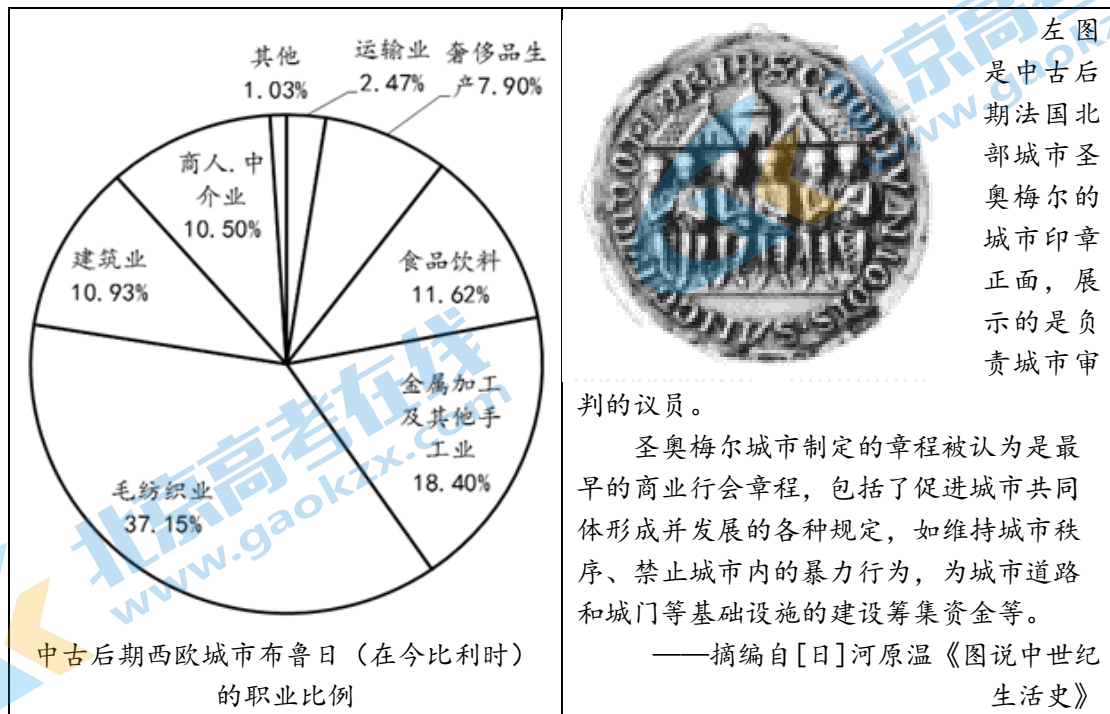 其他
1.03%
运输业
2.47%
奢侈品生
产7.90%
商人.中
介业
10.50%
建筑业
10.93%
食品饮料
11.62%
金属加工
及其他手
工业
18.40%
毛纺织业
37.15%
中古后期西欧城市布鲁日（在今比利时）
的职业比例
左图
是中古后
期法国北
部城市圣
奥梅尔的
城市印章
正面，展
示的是负
责城市审
判的议员。
圣奥梅尔城市制定的章程被认为是最
早的商业行会章程，包括了促进城市共同
体形成并发展的各种规定，如维持城市秩
序、禁止城市内的暴力行为，为城市道路
和城门等基础设施的建设筹集资金等。
——摘编自[日]河原温《图说中世纪
生活史》
北京高考在线
www.gaokzx.com